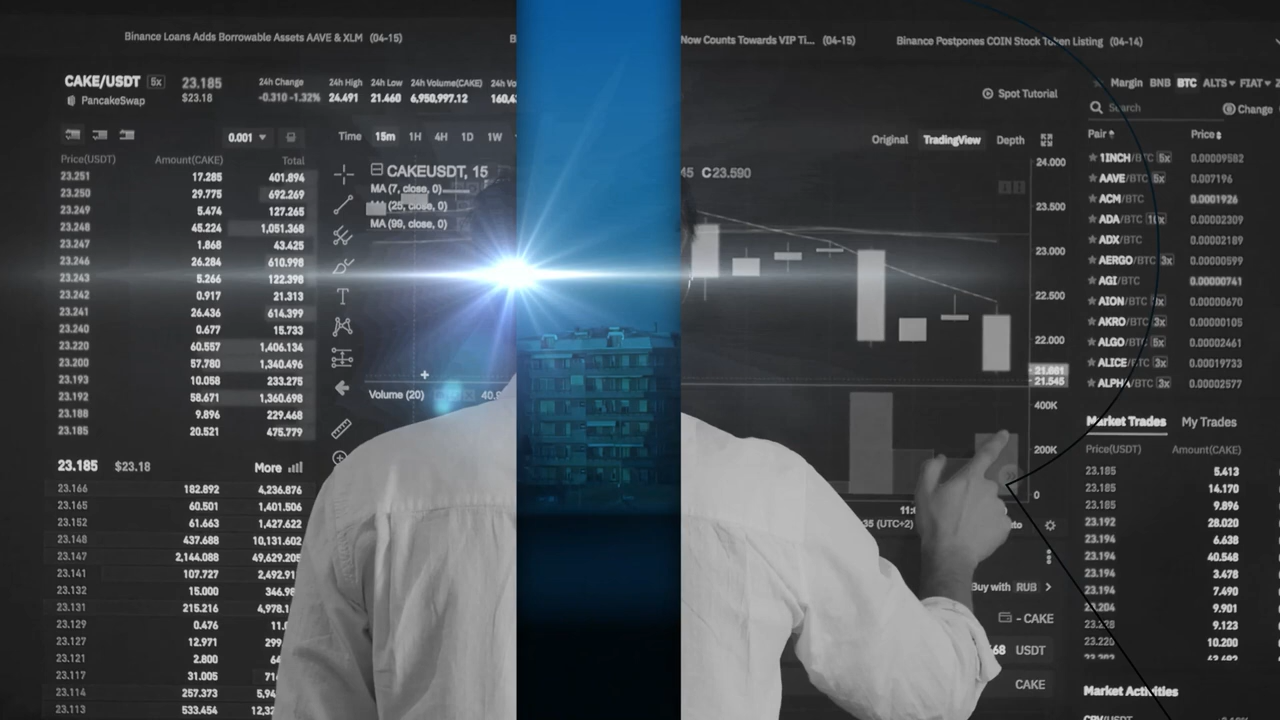 Binance Loans Adds Borrowable Assets AAVE & XLM (04-15)
Now Counts Towards VIP Ti... (04-15)
Binance Postpones COIN Stock Token Listing (04-14)
CAKE/USDT 5x
PancakeSwap
23.185
$23.18
24h Change
-0.310 -1.32%
24h High
24.491
24h Low
21.460
24h Volume(CAKE)
6,950,997.12
Spot Tutorial
Margin BNB BTC ALTS FIAT
Search
Change
0.001
Time 15m 1H 4H 1D 1W
Original TradingView Depth
Price(USDT) Amount(CAKE) Total
23.251 17.285 401.894
23.250 29.775 692.269
23.249 5.474 127.265
23.248 45.224 1,051.368
23.247 1.868 43.425
23.246 26.284 610.998
23.243 5.266 122.398
23.242 0.917 21.313
23.241 26.436 614.399
23.240 0.677 15.733
23.220 60.557 1,406.134
23.200 57.780 1,340.496
23.193 10.058 233.275
23.192 58.671 1,360.698
23.188 9.896 229.468
23.185 20.521 475.779
23.185 $23.18 More
23.166 182.892 4,236.876
23.165 60.501 1,401.506
23.152 61.663 1,427.622
23.148 437.688 10,131.602
23.147 2,144.088 49,629.205
23.141 107.727
23.132 15.000
23.131 215.216
23.129 0.476
23.127 12.971
23.121 2.800
23.117 31.005
23.114 257.373
23.113 533.454
CAKEUSDT, 15
MA (7, close, 0)
MA (25, close, 0)
MA (99, close, 0)
C23.590
Volume (20)
24.000
23.500
23.000
22.500
22.000
21.545
400K
200K
0
(UTC+2)
Buy with RUB
- CAKE
USDT
CAKE
Pair Price
1INCH/BTC 5x 0.00009582
AAVE/BTC 5x 0.007196
ACM/BTC 0.0001926
ADA/BTC 10x 0.00002309
ADX/BTC 0.00002189
AERGO/BTC 3x 0.00000599
AGI/BTC 0.00000741
AION/BTC 0.00000670
AKRO/BTC 3x 0.00000105
ALGO/BTC 5x 0.00002461
ALICE/BTC 3x 0.00019733
ALPHA/BTC 3x 0.00002577
Market Trades My Trades
Price(USDT) Amount(CAKE)
23.185 5.413
23.185 14.170
23.185 9.896
23.192 28.020
23.194 6.638
23.194 40.548
23.194 3.478
23.194 7.490
23.204 9.901
23.228 9.123
23.220 10.200
Market Activities